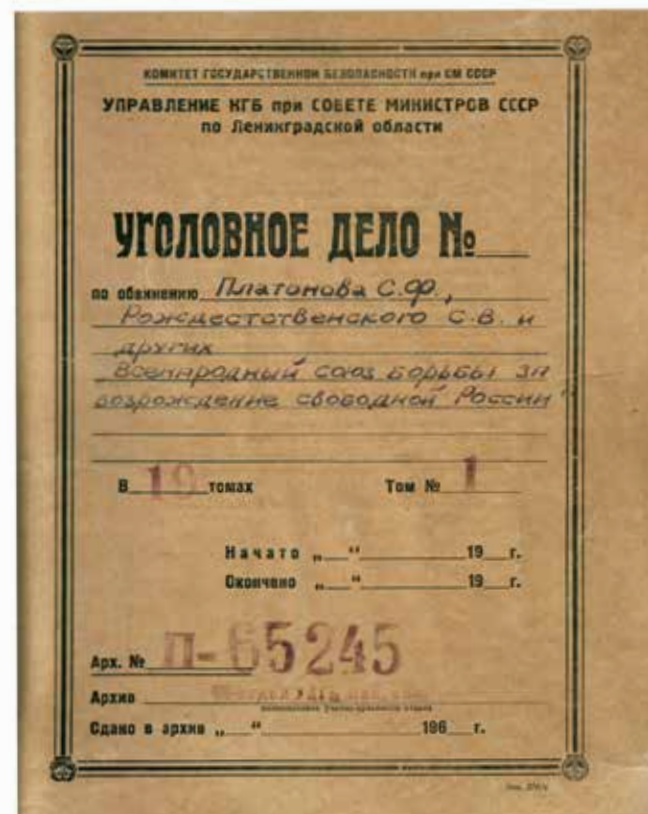 КОМИТЕТ ГОСУДАРСТВЕННОЙ БЕЗОПАСНОСТИ при СМ СССР
УПРАВЛЕНИЕ КГБ при СОВЕТЕ МИНИСТРОВ СССР
по Ленинградской области
УГОЛОВНОЕ ДЕЛО №
по обвинению Платонова С.Ф.,
Рождестственского С.В. и
других
Всенародный союз борьбы за
возрождение свободной России"
В 19 томах Том № 1
Начато „ " 19 г.
Окончено „ " 19 г.
Арх. № П-65245
Архив
Сдано в архив „ " 196 г.